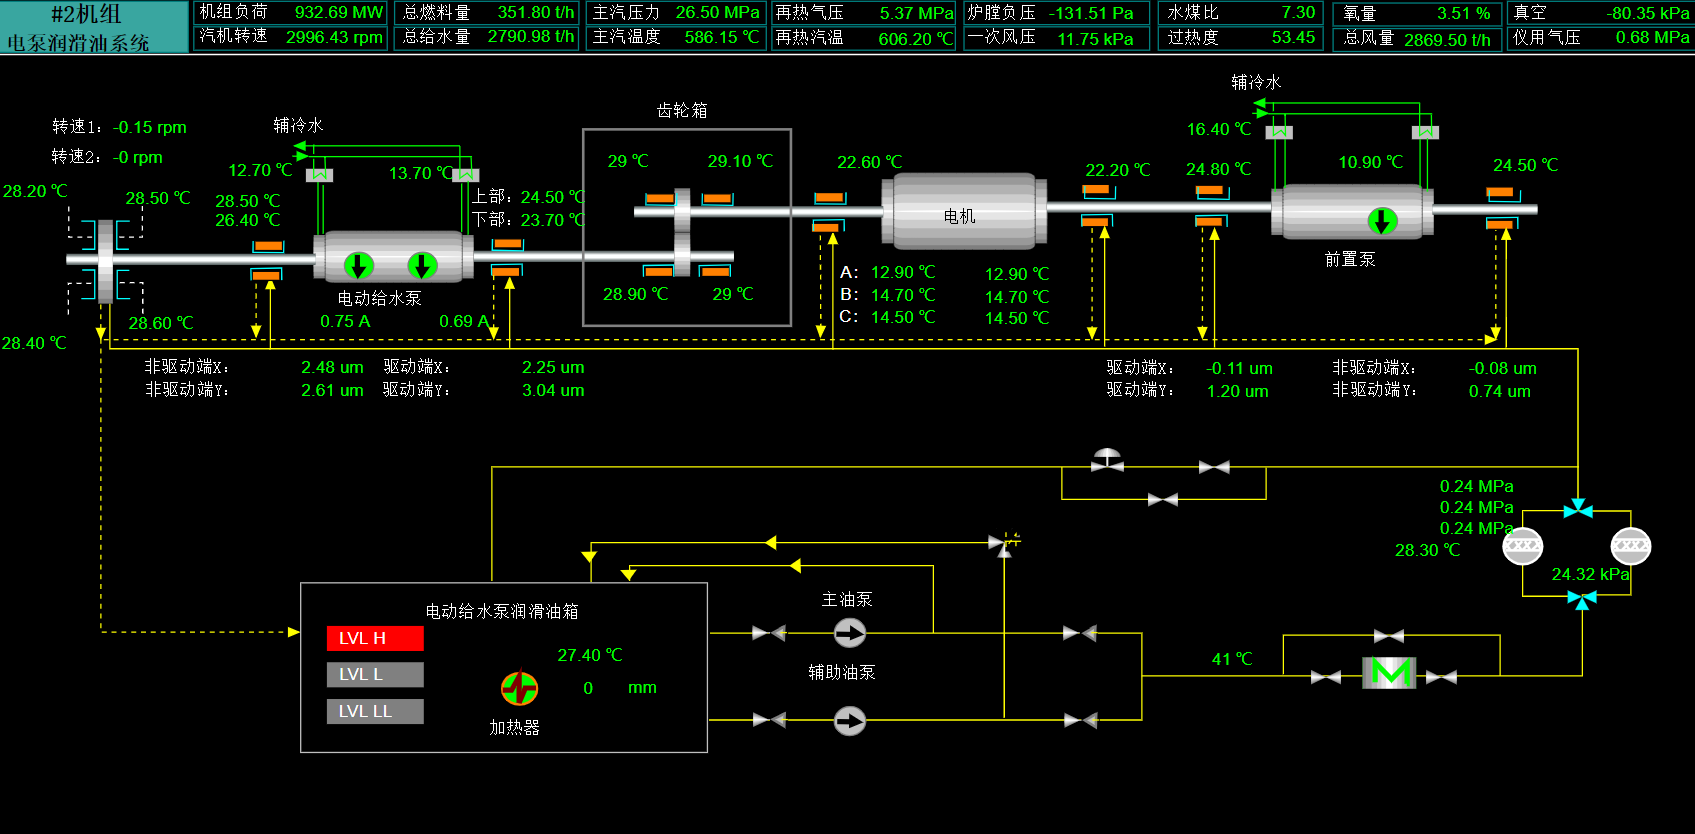 #2机组
电泵润滑油系统
机组负荷 932.69 MW 总燃料量 351.80 t/h 主汽压力 26.50 MPa 再热气压 5.37 MPa 炉膛负压 -131.51 Pa 水煤比 7.30 氧量 3.51 % 真空 -80.35 kPa
汽机转速 2996.43 rpm 总给水量 2790.98 t/h 主汽温度 586.15 ℃ 再热汽温 606.20 ℃ 一次风压 11.75 kPa 过热度 53.45 总风量 2869.50 t/h 仪用气压 0.68 MPa
辅冷水
齿轮箱
转速1: -0.15 rpm 辅冷水 16.40 ℃
转速2: -0 rpm 29 ℃ 29.10 ℃ 22.60 ℃ 10.90 ℃ 24.50 ℃
12.70 ℃ 13.70 ℃ 22.20 ℃ 24.80 ℃
28.20 ℃ 28.50 ℃ 28.50 ℃ 上部: 24.50 ℃
26.40 ℃ 下部: 23.70 ℃ 电机
前置泵
A: 12.90 ℃ 12.90 ℃
电动给水泵 28.90 ℃ 29 ℃ B: 14.70 ℃ 14.70 ℃
28.60 ℃ 0.75 A 0.69 A C: 14.50 ℃ 14.50 ℃
28.40 ℃
非驱动端X: 2.48 um 驱动端X: 2.25 um 驱动端X: -0.11 um 非驱动端X: -0.08 um
非驱动端Y: 2.61 um 驱动端Y: 3.04 um 驱动端Y: 1.20 um 非驱动端Y: 0.74 um
0.24 MPa
0.24 MPa
0.24 MPa
28.30 ℃
24.32 kPa
电动给水泵润滑油箱 主油泵
LVL H
27.40 ℃ 41 ℃
LVL L 辅助油泵
0 mm
LVL LL
加热器